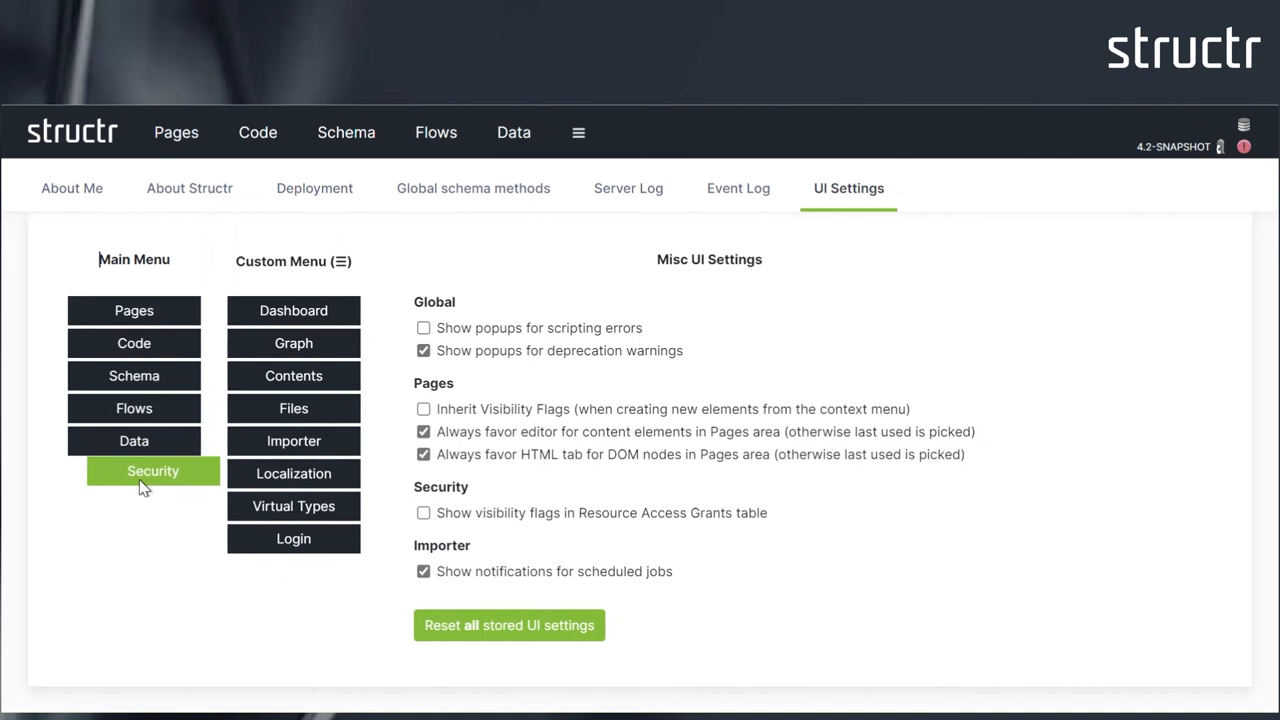 structr
structr Pages Code Schema Flows Data
4.2-SNAPSHOT
About Me About Structr Deployment Global schema methods Server Log Event Log UI Settings
Main Menu
Pages
Code
Schema
Flows
Data
Security
Custom Menu (☰)
Dashboard
Graph
Contents
Files
Importer
Localization
Virtual Types
Login
Misc UI Settings
Global
Show popups for scripting errors
Show popups for deprecation warnings
Pages
Inherit Visibility Flags (when creating new elements from the context menu)
Always favor editor for content elements in Pages area (otherwise last used is picked)
Always favor HTML tab for DOM nodes in Pages area (otherwise last used is picked)
Security
Show visibility flags in Resource Access Grants table
Importer
Show notifications for scheduled jobs
Reset all stored UI settings